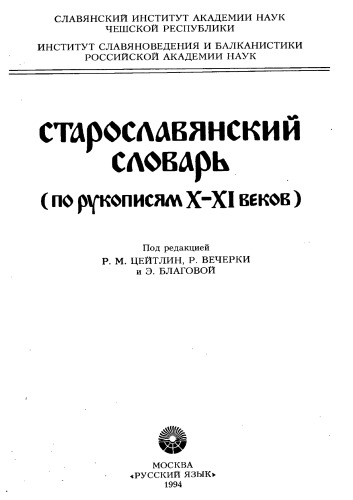 СЛАВЯНСКИЙ ИНСТИТУТ АКАДЕМИИ НАУК
ЧЕШСКОЙ РЕСПУБЛИКИ
ИНСТИТУТ СЛАВЯНОВЕДЕНИЯ И БАЛКАНИСТИКИ
РОССИЙСКОЙ АКАДЕМИИ НАУК
СТАРОСЛАВЯНСКИЙ
СЛОВАРЬ
(ПО РУКОПИСЯМ X–XI ВЕКОВ)
Под редакцией
Р. М. ЦЕЙТЛИН, Р. ВЕЧЕРКИ
и Э. БЛАГОВОЙ
МОСКВА
«РУССКИЙ ЯЗЫК»
1994